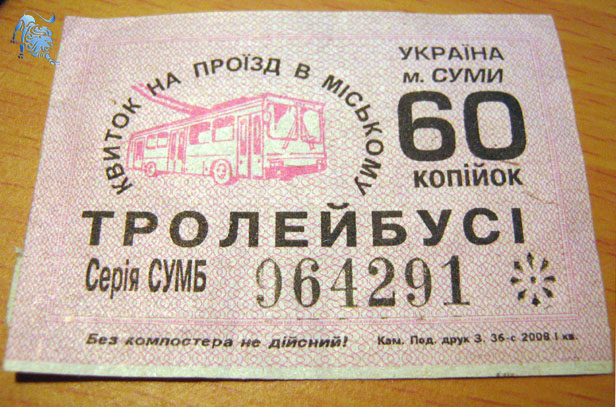 КВИТОК НА ПРОЇЗД В МІСЬКОМУ
УКРАЇНА
м. СУМИ
60
КОПІЙОК
ТРОЛЕЙБУСІ
Серія СУМБ 964291
Без компостера не дійсний! Кам. Под. друк З. 36-с 2008 І кв.